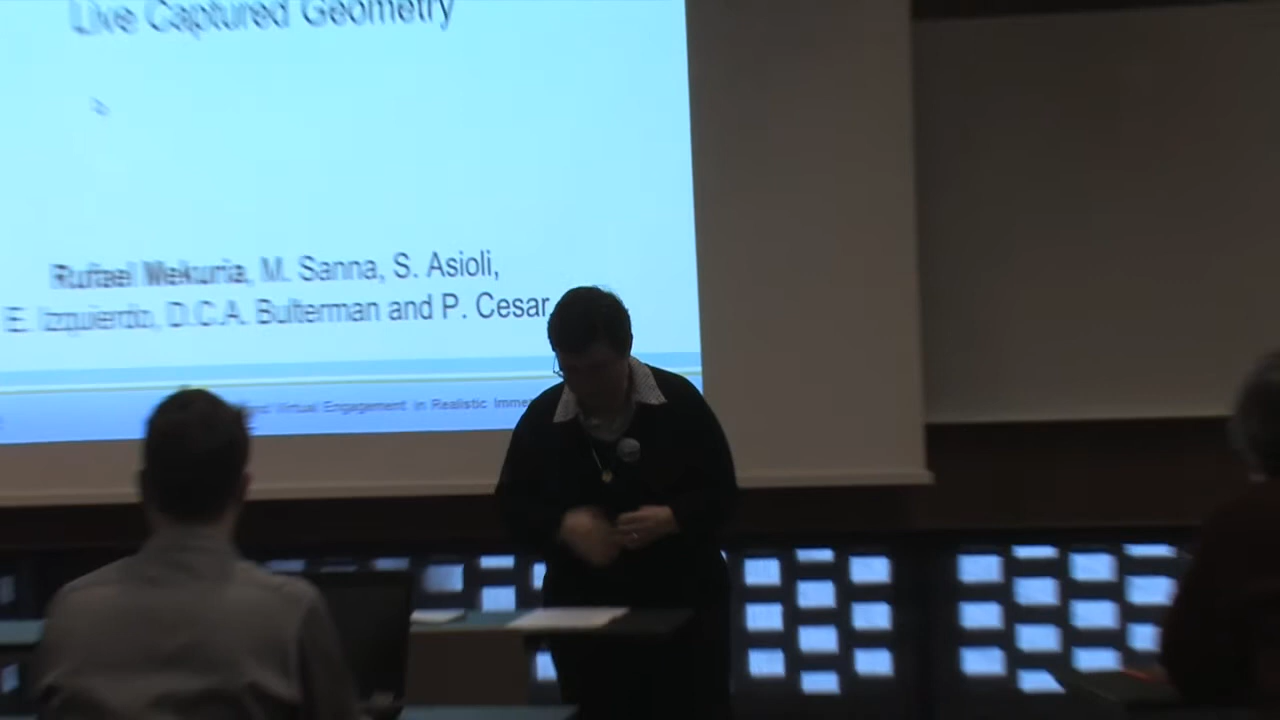 Live Captured Geometry
Rufael Mekuria, M. Sanna, S. Asioli,
E. Izquierdo, D.C.A. Bulterman and P. Cesar
Virtual Engagement in Realistic